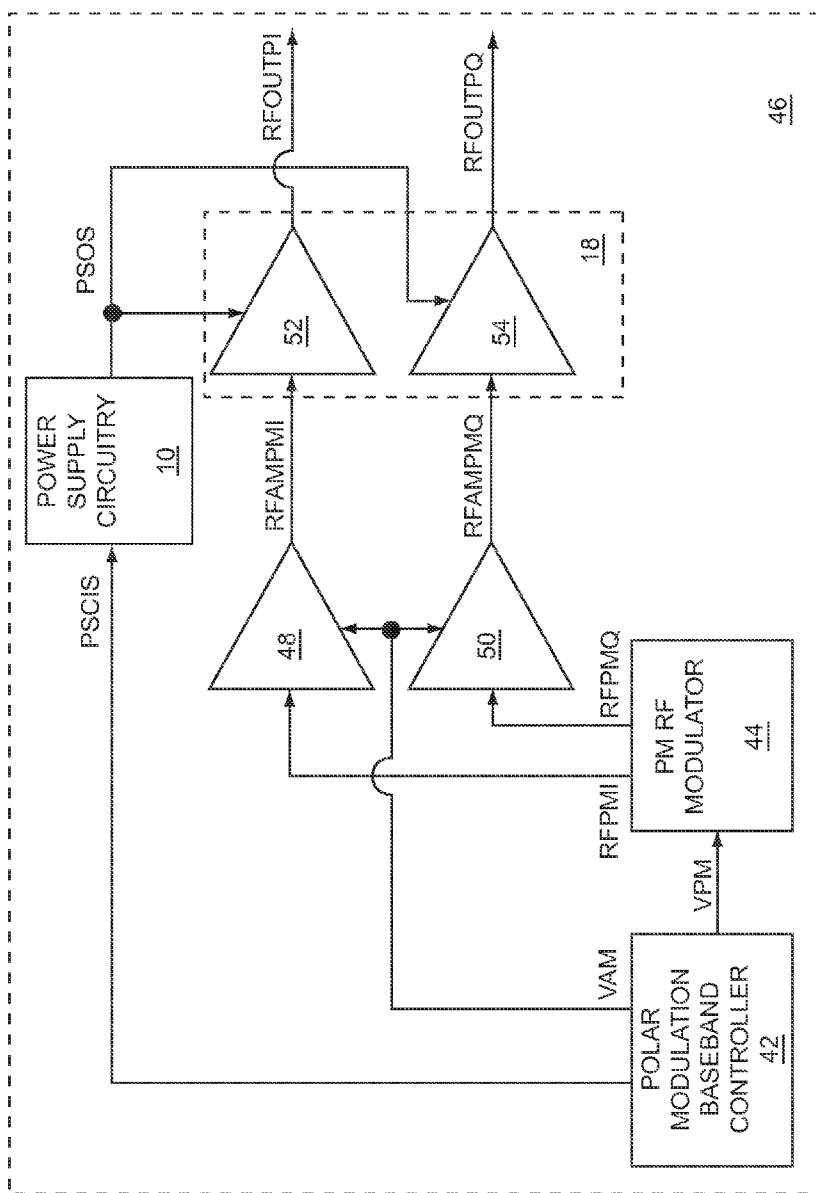 POWER
SUPPLY
CIRCUITRY
10
PSCIS
PSOS
RFOUTPI
RFOUTPQ
52
54
18
46
RFAMPMI
RFAMPMQ
48
50
RFPMI
RFPMQ
VAM
VPM
POLAR
MODULATION
BASEBAND
CONTROLLER
42
PM RF
MODULATOR
44